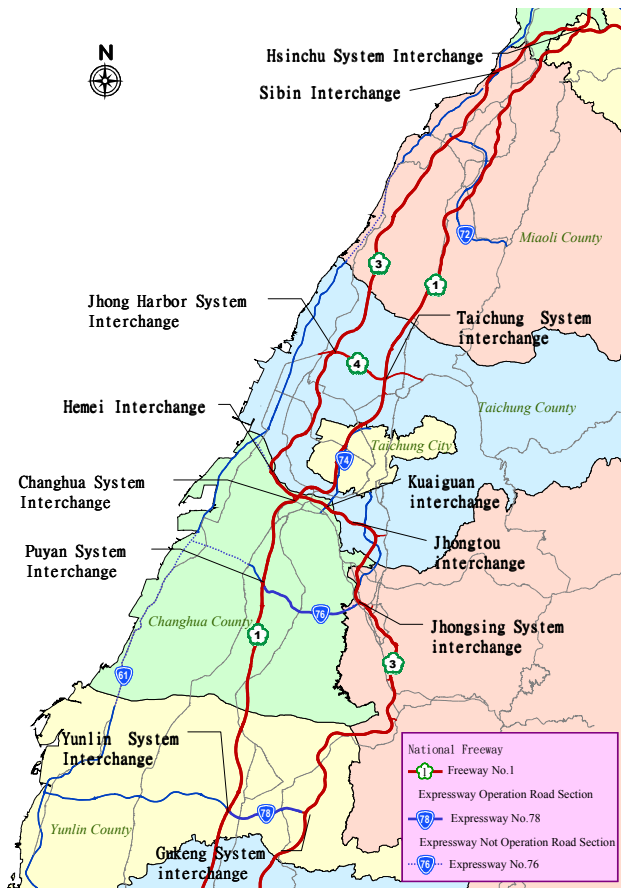 N
Hsinchu System Interchange
Sibin Interchange
72
Miaoli County
3
1
Jhong Harbor System
Interchange
Taichung System
interchange
4
Taichung County
Hemei Interchange
Taichung City
74
Changhua System
Interchange
Kuaiguan
interchange
Jhongtou
interchange
Puyan System
Interchange
76
Changhua County
1
Jhongsing System
interchange
3
61
Yunlin System
Interchange
78
Yunlin County
Gukeng System
interchange
National Freeway
1 Freeway No.1
Expressway Operation Road Section
78 Expressway No.78
Expressway Not Operation Road Section
76 Expressway No.76